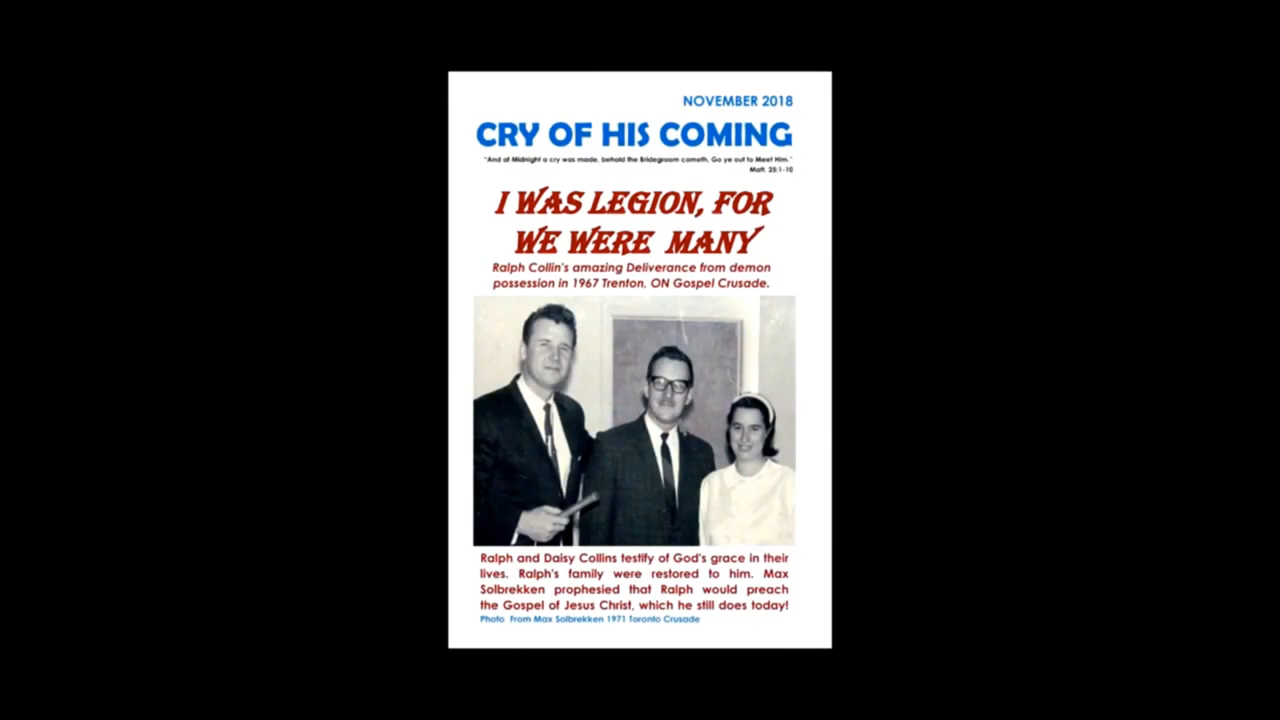 NOVEMBER 2018
CRY OF HIS COMING
"And at Midnight a cry was made, behold the Bridegroom cometh, Go ye out to Meet Him."
Matt. 25:1-10
I WAS LEGION, FOR
WE WERE MANY
Ralph Collin's amazing Deliverance from demon
possession in 1967 Trenton, ON Gospel Crusade.
Ralph and Daisy Collins testify of God's grace in their
lives. Ralph's family were restored to him. Max
Solbrekken prophesied that Ralph would preach
the Gospel of Jesus Christ, which he still does today!
Photo From Max Solbrekken 1971 Toronto Crusade